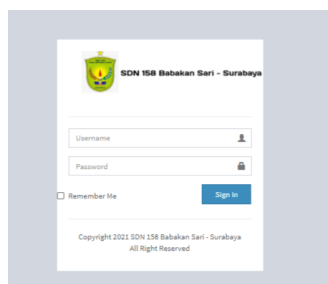 SDN 158 Babakan Sari - Surabaya
Username
Password
Remember Me
Sign In
Copyright 2021 SDN 158 Babakan Sari - Surabaya
All Right Reserved